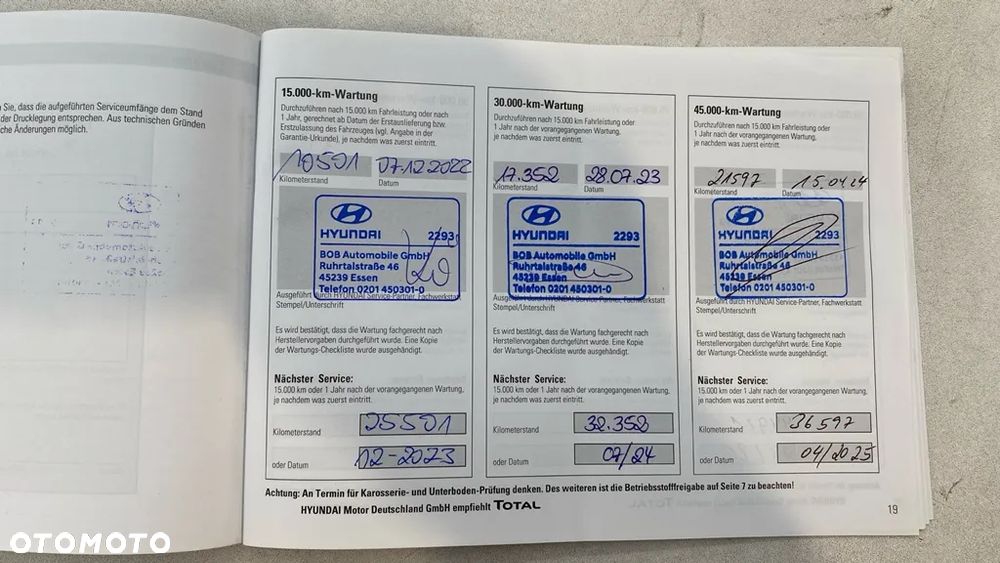 Sie, dass die aufgeführten Serviceumfänge dem Stand
der Drucklegung entsprechen. Aus technischen Gründen
Änderungen möglich.
15.000-km-Wartung
Durchzuführen nach 15.000 km Fahrleistung oder nach
1 Jahr, gerechnet ab Datum der Erstauslieferung bzw.
Erstzulassung des Fahrzeuges (vgl. Angabe in der
Garantie-Urkunde), je nachdem was zuerst eintritt.
10501 07.12.2022
Kilometerstand Datum
HYUNDAI 2293
BOB Automobile GmbH
Ruhrtalstraße 46
45239 Essen
Telefon 0201 450301-0
Ausgeführt durch HYUNDAI Service-Partner, Fachwerkstatt
Stempel/Unterschrift
Es wird bestätigt, dass die Wartung fachgerecht nach
Herstellervorgaben durchgeführt wurde. Eine Kopie
der Wartungs-Checkliste wurde ausgehändigt.
Nächster Service:
15.000 km oder 1 Jahr nach der vorangegangenen Wartung,
je nachdem was zuerst eintritt.
Kilometerstand 25501
oder Datum 12-2023
30.000-km-Wartung
Durchzuführen nach 15.000 km Fahrleistung oder nach
1 Jahr nach der vorangegangenen Wartung,
je nachdem was zuerst eintritt.
17.352 28.07.23
Kilometerstand Datum
HYUNDAI 2293
BOB Automobile GmbH
Ruhrtalstraße 46
45239 Essen
Telefon 0201 450301-0
Ausgeführt durch HYUNDAI Service-Partner, Fachwerkstatt
Stempel/Unterschrift
Es wird bestätigt, dass die Wartung fachgerecht nach
Herstellervorgaben durchgeführt wurde. Eine Kopie
der Wartungs-Checkliste wurde ausgehändigt.
Nächster Service:
15.000 km oder 1 Jahr nach der vorangegangenen Wartung,
je nachdem was zuerst eintritt.
Kilometerstand 32.352
oder Datum 07/24
45.000-km-Wartung
Durchzuführen nach 15.000 km Fahrleistung oder
1 Jahr nach der vorangegangenen Wartung,
je nachdem was zuerst eintritt.
21597 15.04.24
Kilometerstand Datum
HYUNDAI 2293
BOB Automobile GmbH
Ruhrtalstraße 46
45239 Essen
Telefon 0201 450301-0
Ausgeführt durch HYUNDAI Service-Partner, Fachwerkstatt
Stempel/Unterschrift
Es wird bestätigt, dass die Wartung fachgerecht nach
Herstellervorgaben durchgeführt wurde. Eine Kopie
der Wartungs-Checkliste wurde ausgehändigt.
Nächster Service:
15.000 km oder 1 Jahr nach der vorangegangenen Wartung,
je nachdem was zuerst eintritt.
Kilometerstand 36597
oder Datum 04/2025
Achtung: An Termin für Karosserie- und Unterboden-Prüfung denken. Des weiteren ist die Betriebsstofffreigabe auf Seite 7 zu beachten!
HYUNDAI Motor Deutschland GmbH empfiehlt TOTAL
19
OTOMOTO